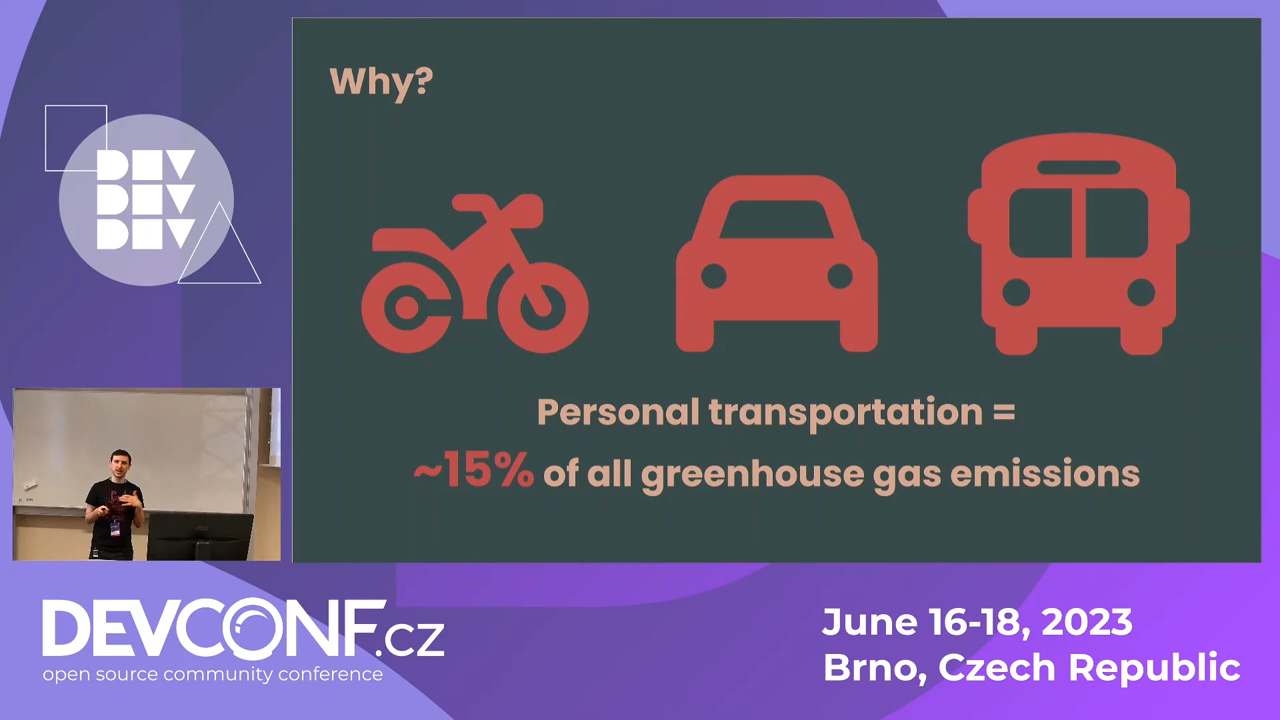 Why?
DEV
DEV
DEV
Personal transportation =
~15% of all greenhouse gas emissions
DEVCONF.cz
open source community conference
June 16-18, 2023
Brno, Czech Republic